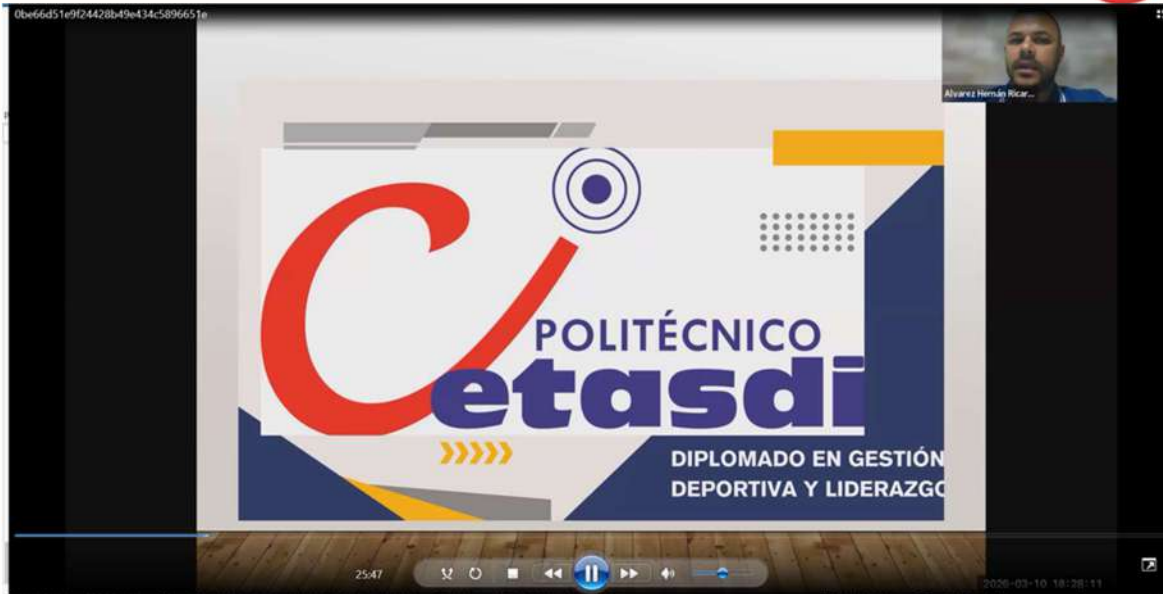 0be66d51e9f24428b49e434c5896651e
Alvarez Hernán Ricar...
POLITÉCNICO
Cetasdi
DIPLOMADO EN GESTIÓN
DEPORTIVA Y LIDERAZGO
25:47
2026-03-10 18:28:11